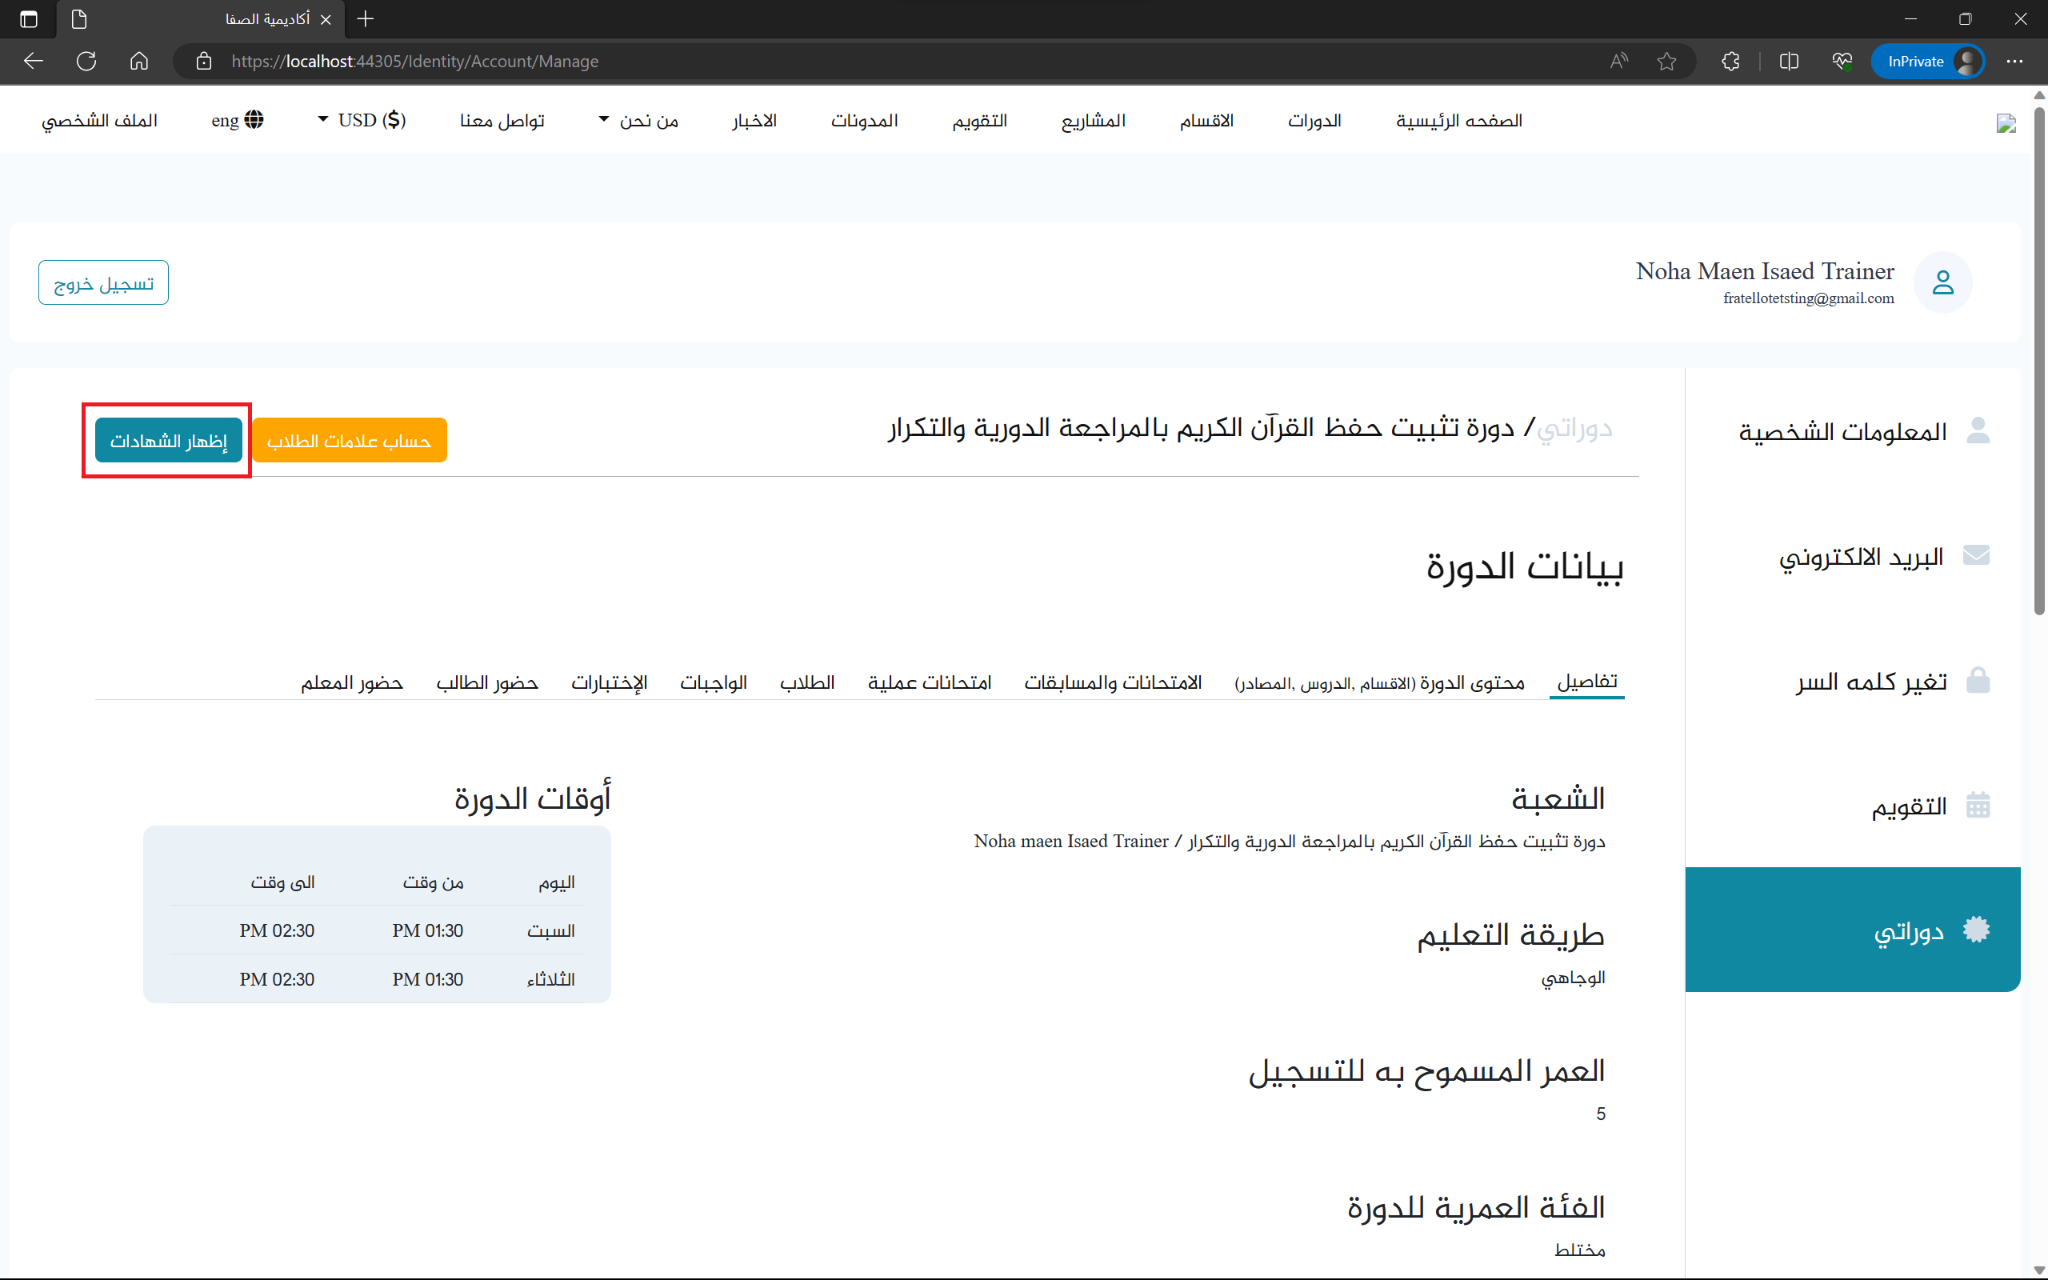 أكاديمية الصفا
https://localhost:44305/Identity/Account/Manage
InPrivate
الصفحه الرئيسية
الدورات
الاقسام
المشاريع
التقويم
المدونات
الاخبار
من نحن
تواصل معنا
USD ($)
eng
الملف الشخصي
Noha Maen Isaed Trainer
fratellotetsting@gmail.com
تسجيل خروج
المعلومات الشخصية
البريد الالكتروني
تغير كلمه السر
التقويم
دوراتي
دوراتي/ دورة تثبيت حفظ القرآن الكريم بالمراجعة الدورية والتكرار
حساب علامات الطلاب
إظهار الشهادات
بيانات الدورة
تفاصيل
محتوى الدورة (الاقسام ,الدروس ,المصادر)
الامتحانات والمسابقات
امتحانات عملية
الطلاب
الواجبات
الإختبارات
حضور الطالب
حضور المعلم
الشعبة
دورة تثبيت حفظ القرآن الكريم بالمراجعة الدورية والتكرار / Noha maen Isaed Trainer
طريقة التعليم
الوجاهي
العمر المسموح به للتسجيل
5
الفئة العمرية للدورة
مختلط
أوقات الدورة
اليوم من وقت الى وقت
السبت 01:30 PM 02:30 PM
الثلاثاء 01:30 PM 02:30 PM